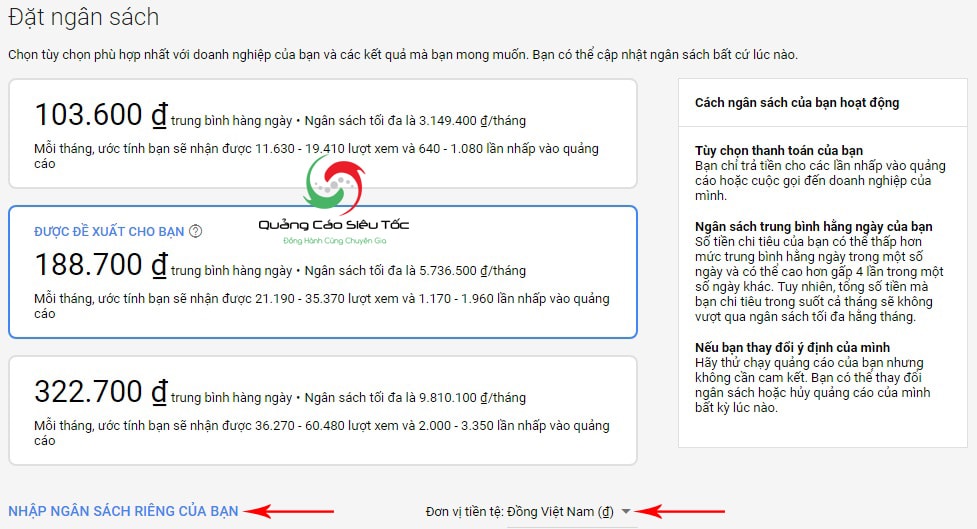 Đặt ngân sách
Chọn tùy chọn phù hợp nhất với doanh nghiệp của bạn và các kết quả mà bạn mong muốn. Bạn có thể cập nhật ngân sách bất cứ lúc nào.
103.600 ₫ trung bình hàng ngày • Ngân sách tối đa là 3.149.400 ₫/tháng
Mỗi tháng, ước tính bạn sẽ nhận được 11.630 - 19.410 lượt xem và 640 - 1.080 lần nhấp vào quảng
cáo
Quảng Cáo Siêu Tốc
Đồng Hành Cùng Chuyên Gia
ĐƯỢC ĐỀ XUẤT CHO BẠN
188.700 ₫ trung bình hàng ngày • Ngân sách tối đa là 5.736.500 ₫/tháng
Mỗi tháng, ước tính bạn sẽ nhận được 21.190 - 35.370 lượt xem và 1.170 - 1.960 lần nhấp vào quảng
cáo
322.700 ₫ trung bình hàng ngày • Ngân sách tối đa là 9.810.100 ₫/tháng
Mỗi tháng, ước tính bạn sẽ nhận được 36.270 - 60.480 lượt xem và 2.000 - 3.350 lần nhấp vào quảng
cáo
NHẬP NGÂN SÁCH RIÊNG CỦA BẠN
Đơn vị tiền tệ: Đồng Việt Nam (₫)
Cách ngân sách của bạn hoạt động
Tùy chọn thanh toán của bạn
Bạn chỉ trả tiền cho các lần nhấp vào quảng
cáo hoặc cuộc gọi đến doanh nghiệp của
mình.
Ngân sách trung bình hằng ngày của bạn
Số tiền chi tiêu của bạn có thể thấp hơn
mức trung bình hằng ngày trong một số
ngày và có thể cao hơn gấp 4 lần trong một
số ngày khác. Tuy nhiên, tổng số tiền mà
bạn chi tiêu trong suốt cả tháng sẽ không
vượt qua ngân sách tối đa hằng tháng.
Nếu bạn thay đổi ý định của mình
Hãy thử chạy quảng cáo của bạn nhưng
không cần cam kết. Bạn có thể thay đổi
ngân sách hoặc hủy quảng cáo của mình
bất kỳ lúc nào.